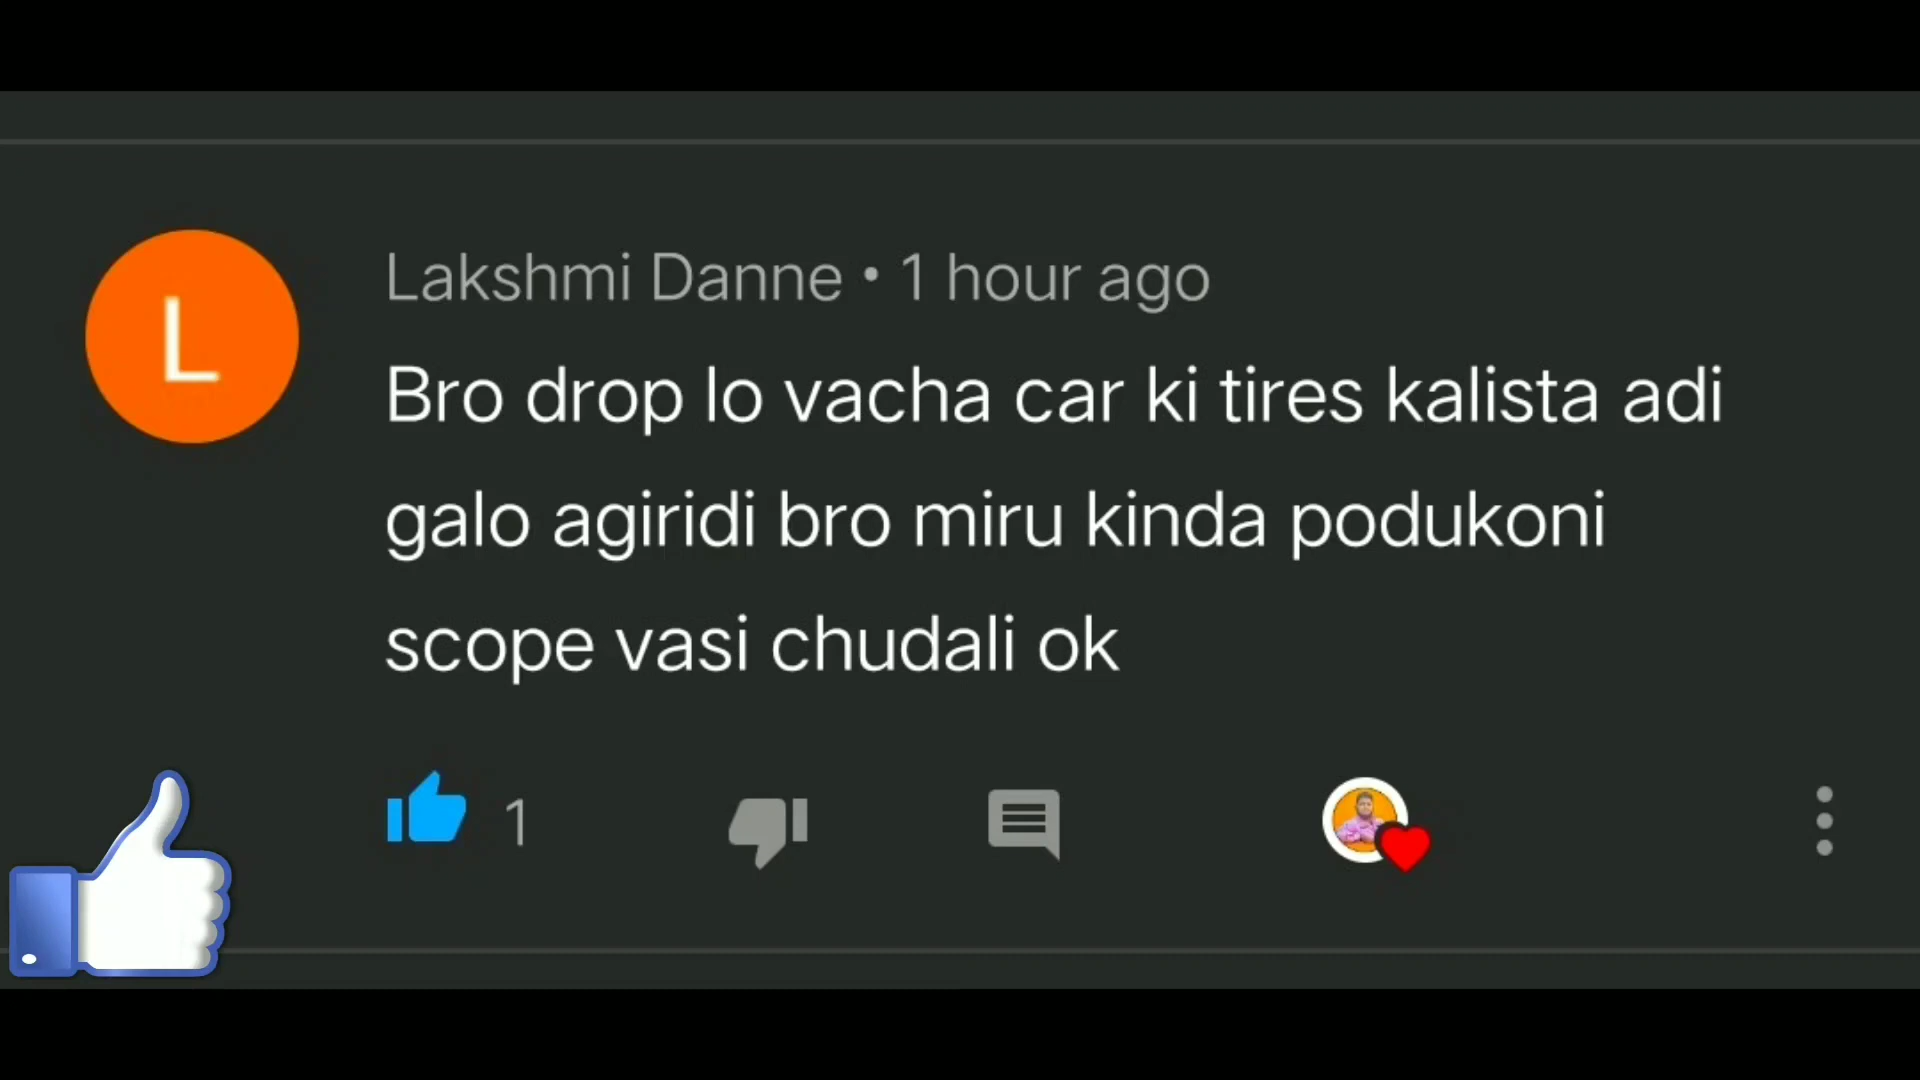 L
Lakshmi Danne • 1 hour ago
Bro drop lo vacha car ki tires kalista adi
galo agiridi bro miru kinda podukoni
scope vasi chudali ok
1